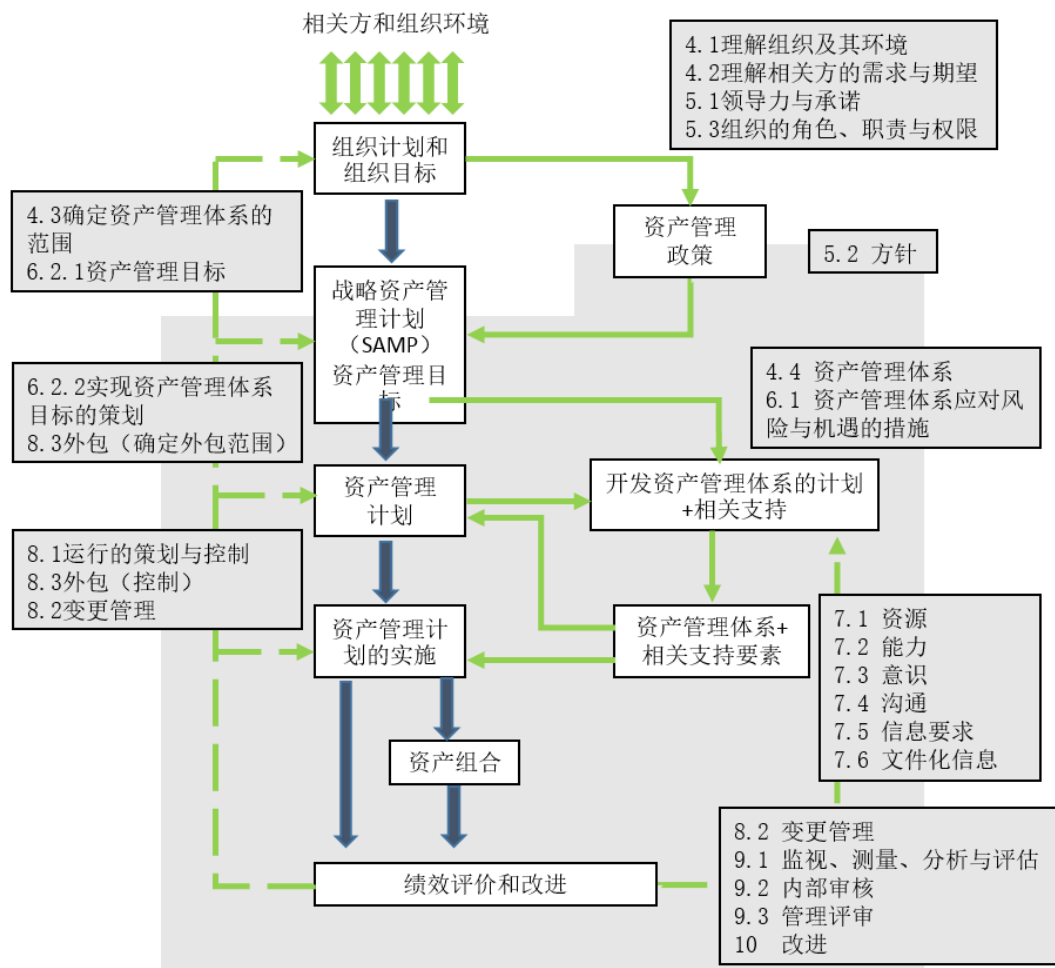 相关方和组织环境
4.1理解组织及其环境
4.2理解相关方的需求与期望
5.1领导力与承诺
5.3组织的角色、职责与权限
组织计划和
组织目标
4.3确定资产管理体系的
范围
6.2.1资产管理目标
资产管理
政策
5.2 方针
战略资产管
理计划
（SAMP）
资产管理目
标
6.2.2实现资产管理体系
目标的策划
8.3外包（确定外包范围）
4.4 资产管理体系
6.1 资产管理体系应对风
险与机遇的措施
资产管理
计划
开发资产管理体系的计划
+相关支持
8.1运行的策划与控制
8.3外包（控制）
8.2变更管理
资产管理计
划的实施
资产管理体系+
相关支持要素
7.1 资源
7.2 能力
7.3 意识
7.4 沟通
7.5 信息要求
7.6 文件化信息
资产组合
绩效评价和改进
8.2 变更管理
9.1 监视、测量、分析与评估
9.2 内部审核
9.3 管理评审
10 改进